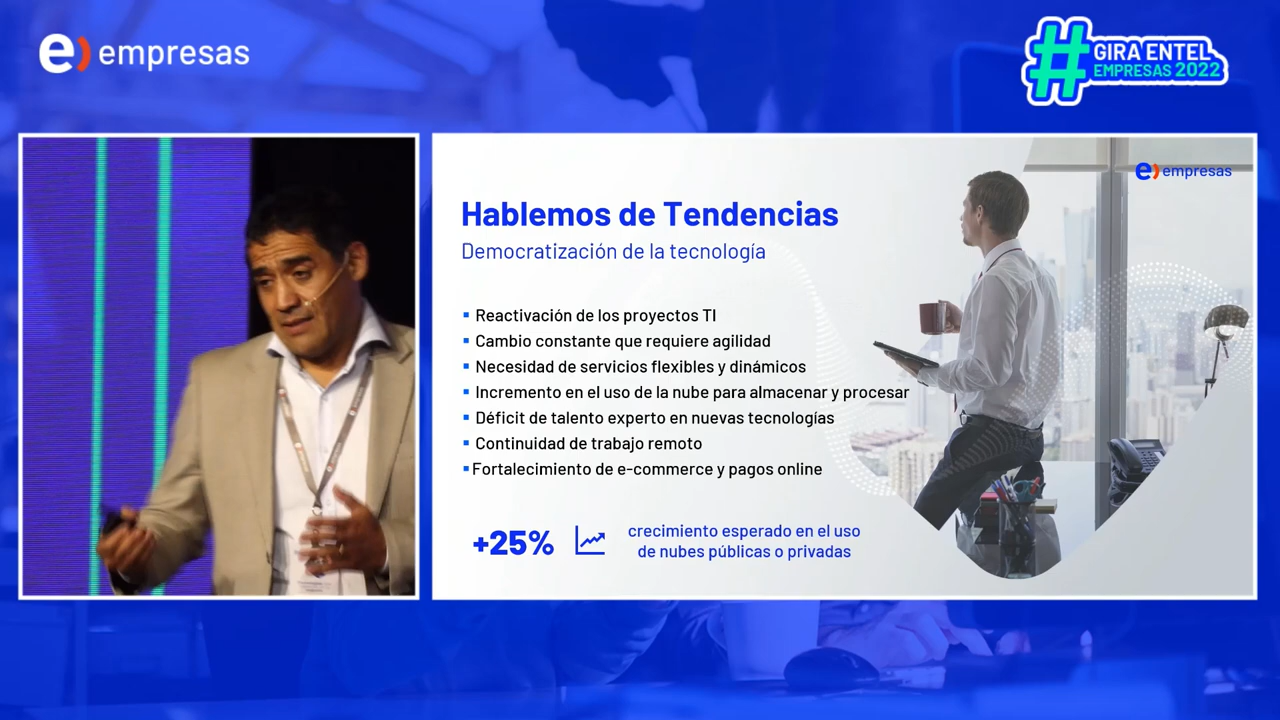 e) empresas
# GIRA ENTEL
EMPRESAS 2022
e) empresas
Hablemos de Tendencias
Democratización de la tecnología
▪ Reactivación de los proyectos TI
▪ Cambio constante que requiere agilidad
▪ Necesidad de servicios flexibles y dinámicos
▪ Incremento en el uso de la nube para almacenar y procesar
▪ Déficit de talento experto en nuevas tecnologías
▪ Continuidad de trabajo remoto
▪ Fortalecimiento de e-commerce y pagos online
+25%
crecimiento esperado en el uso
de nubes públicas o privadas